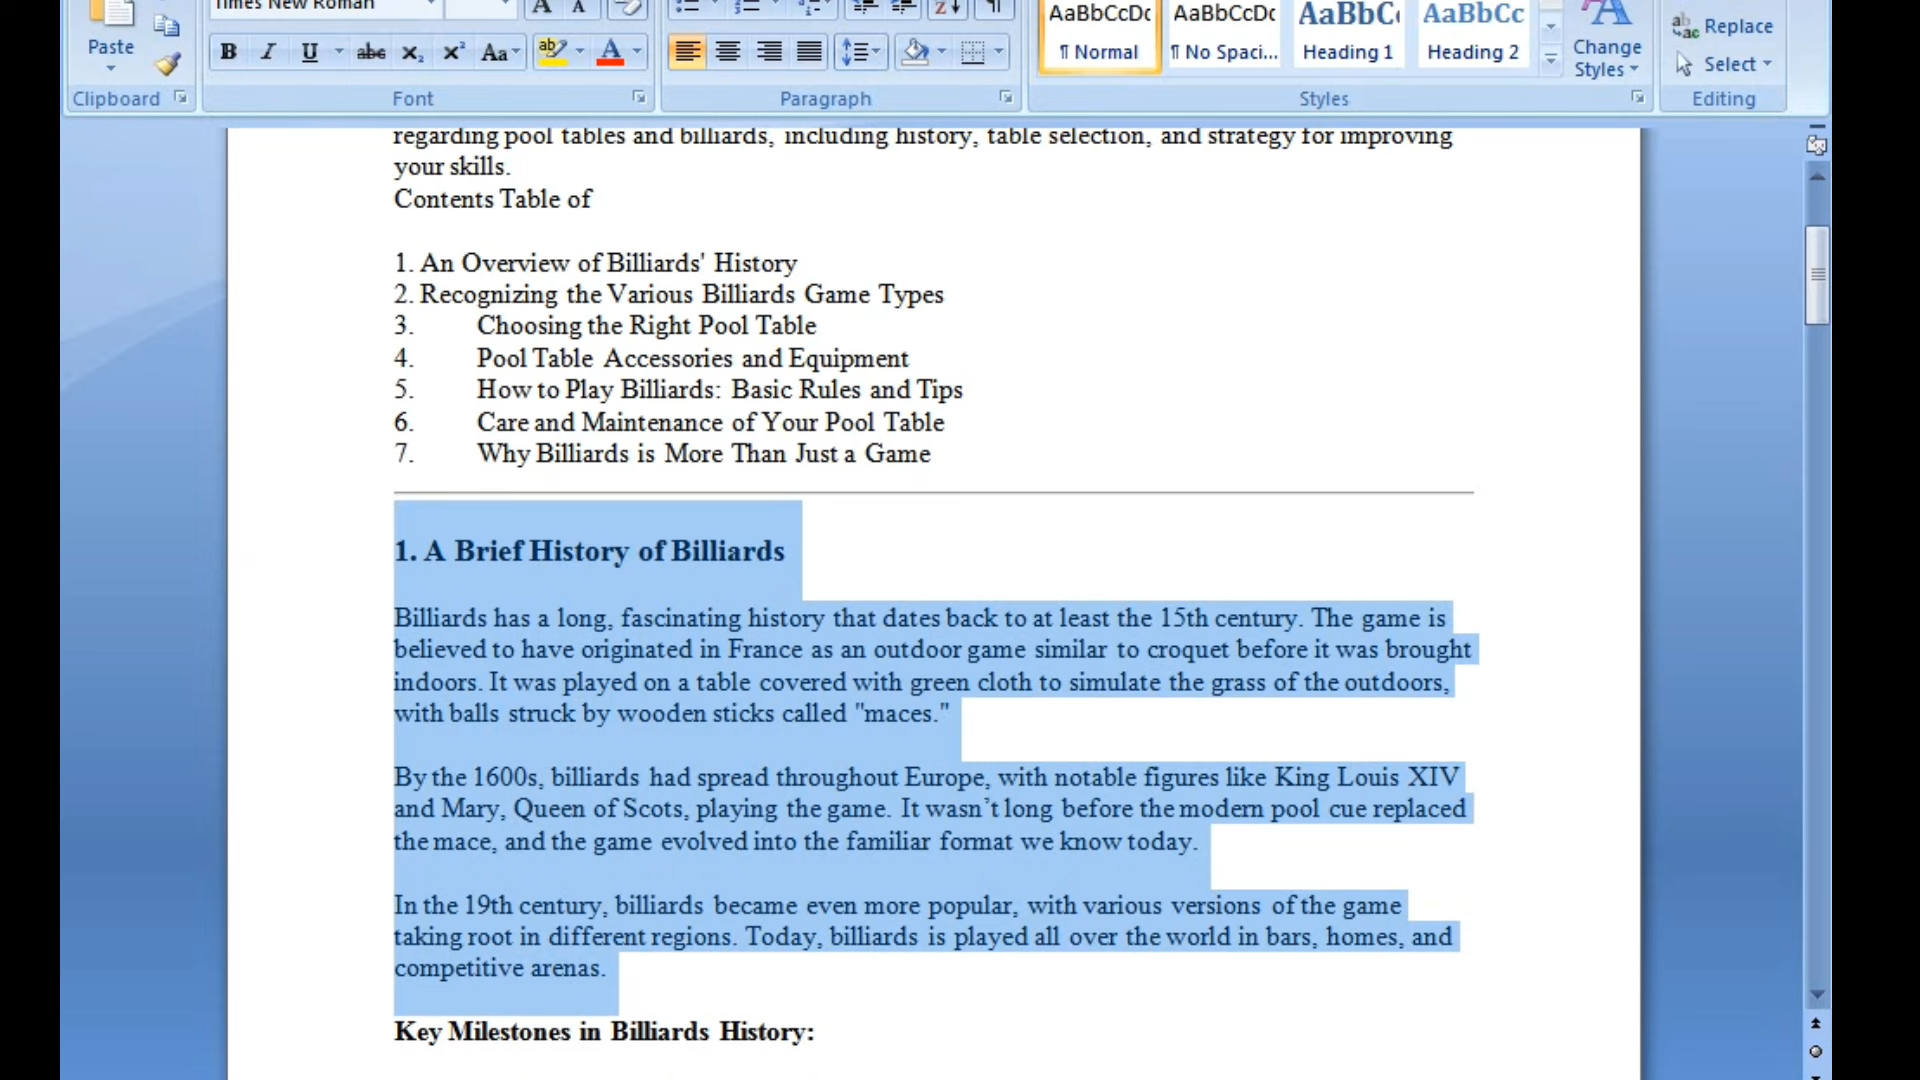 Times New Roman
A A
Paste
B I U abc X₂ X² Aa ab A
AaBbCcDc AaBbCcDc AaBbC AaBbCc
¶ Normal ¶ No Spaci... Heading 1 Heading 2
Change
Styles
Replace
Select
Clipboard Font Paragraph Styles Editing
regarding pool tables and billiards, including history, table selection, and strategy for improving
your skills.
Contents Table of
1. An Overview of Billiards' History
2. Recognizing the Various Billiards Game Types
3. Choosing the Right Pool Table
4. Pool Table Accessories and Equipment
5. How to Play Billiards: Basic Rules and Tips
6. Care and Maintenance of Your Pool Table
7. Why Billiards is More Than Just a Game
1. A Brief History of Billiards
Billiards has a long, fascinating history that dates back to at least the 15th century. The game is
believed to have originated in France as an outdoor game similar to croquet before it was brought
indoors. It was played on a table covered with green cloth to simulate the grass of the outdoors,
with balls struck by wooden sticks called "maces."
By the 1600s, billiards had spread throughout Europe, with notable figures like King Louis XIV
and Mary, Queen of Scots, playing the game. It wasn’t long before the modern pool cue replaced
the mace, and the game evolved into the familiar format we know today.
In the 19th century, billiards became even more popular, with various versions of the game
taking root in different regions. Today, billiards is played all over the world in bars, homes, and
competitive arenas.
Key Milestones in Billiards History: